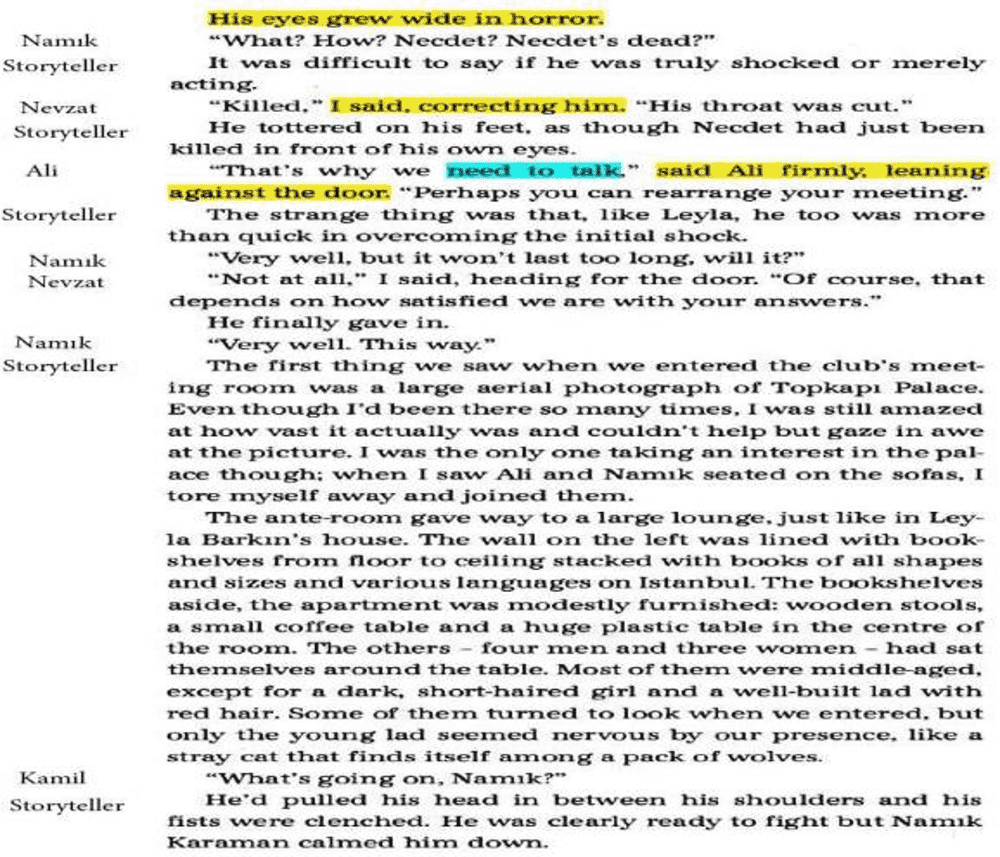 His eyes grew wide in horror.
Namık “What? How? Necdet? Necdet’s dead?”
Storyteller It was difficult to say if he was truly shocked or merely
acting.
Nevzat “Killed,” I said, correcting him. “His throat was cut.”
Storyteller He tottered on his feet, as though Necdet had just been
killed in front of his own eyes.
Ali “That’s why we need to talk,” said Ali firmly, leaning
against the door. “Perhaps you can rearrange your meeting.”
Storyteller The strange thing was that, like Leyla, he too was more
than quick in overcoming the initial shock.
Namık “Very well, but it won’t last too long, will it?”
Nevzat “Not at all,” I said, heading for the door. “Of course, that
depends on how satisfied we are with your answers.”
He finally gave in.
Namık “Very well. This way.”
Storyteller The first thing we saw when we entered the club’s meet-
ing room was a large aerial photograph of Topkapı Palace.
Even though I’d been there so many times, I was still amazed
at how vast it actually was and couldn’t help but gaze in awe
at the picture. I was the only one taking an interest in the pal-
ace though; when I saw Ali and Namık seated on the sofas, I
tore myself away and joined them.
The ante-room gave way to a large lounge, just like in Ley-
la Barkın’s house. The wall on the left was lined with book-
shelves from floor to ceiling stacked with books of all shapes
and sizes and various languages on Istanbul. The bookshelves
aside, the apartment was modestly furnished: wooden stools,
a small coffee table and a huge plastic table in the centre of
the room. The others – four men and three women – had sat
themselves around the table. Most of them were middle-aged,
except for a dark, short-haired girl and a well-built lad with
red hair. Some of them turned to look when we entered, but
only the young lad seemed nervous by our presence, like a
stray cat that finds itself among a pack of wolves.
Kamil “What’s going on, Namık?”
Storyteller He’d pulled his head in between his shoulders and his
fists were clenched. He was clearly ready to fight but Namık
Karaman calmed him down.